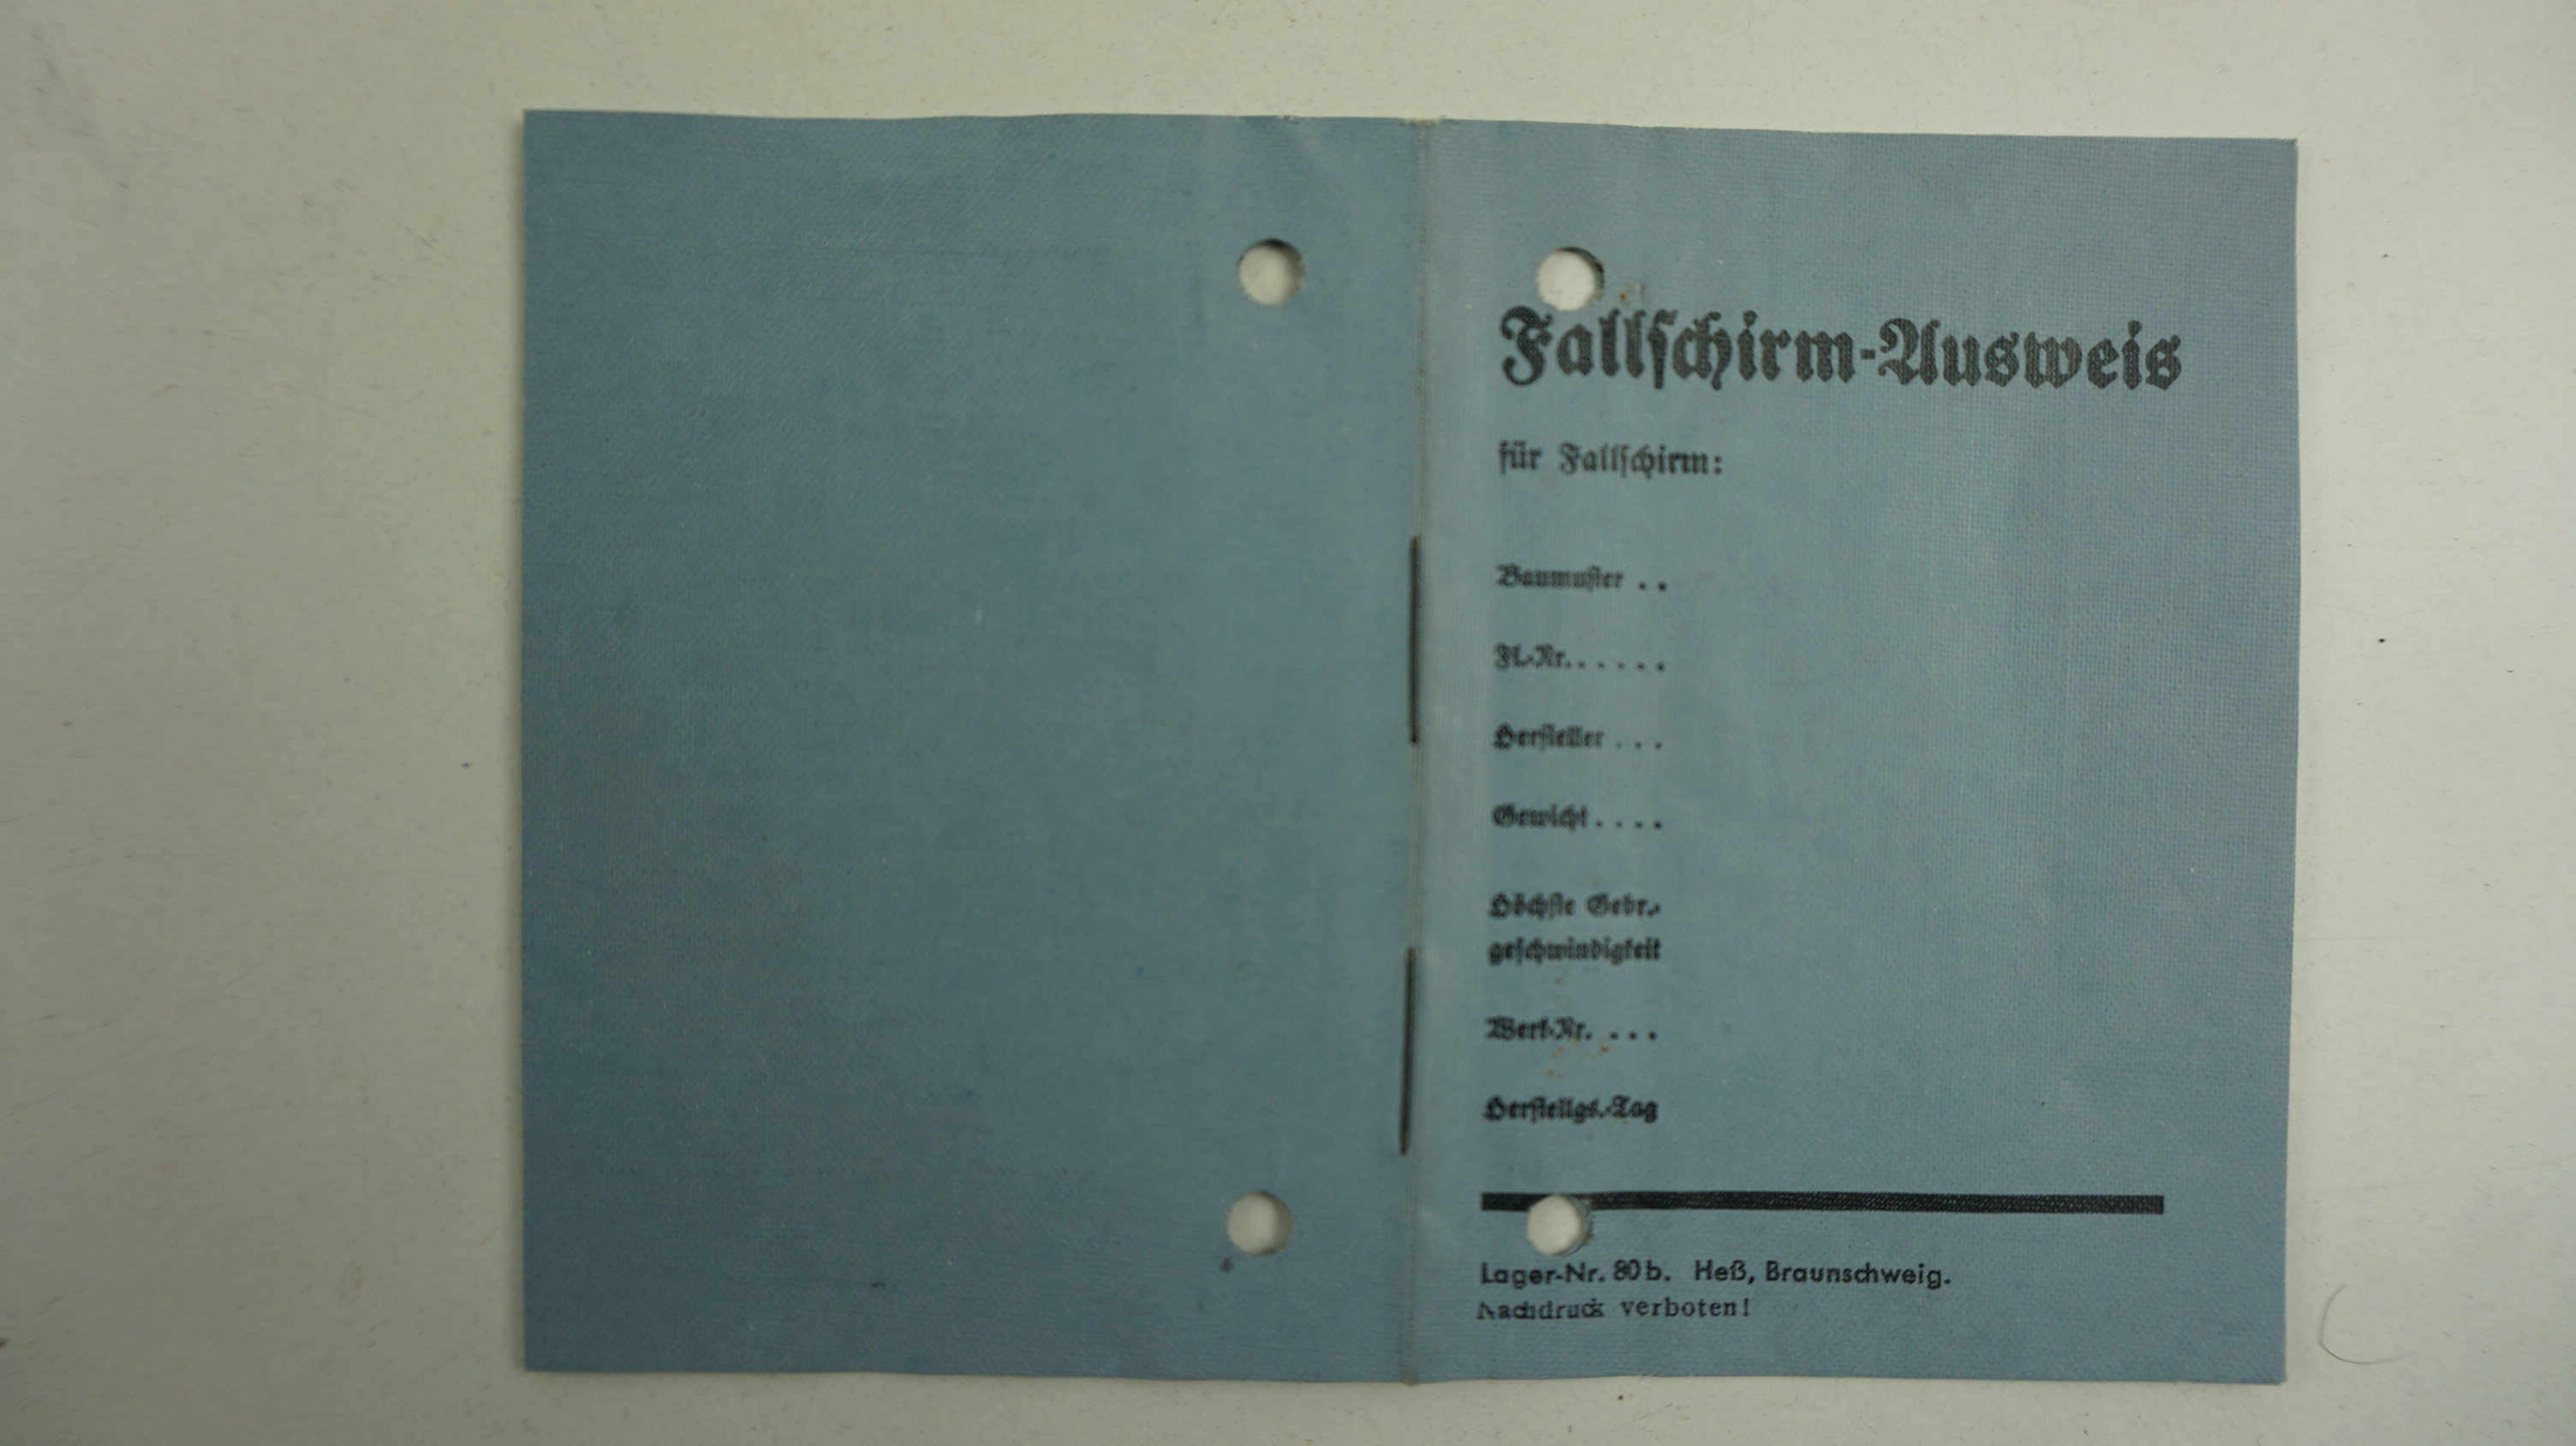 Fallschirm-Ausweis
für Fallschirm:
Baumuster . .
Fl.-Nr. . . . . .
Hersteller . . .
Gewicht . . . .
Höchste Gebr.-
geschwindigkeit
Werk-Nr. . . .
Herstellgs.-Tag
Lager-Nr. 80 b. Heß, Braunschweig.
Nachdruck verboten!